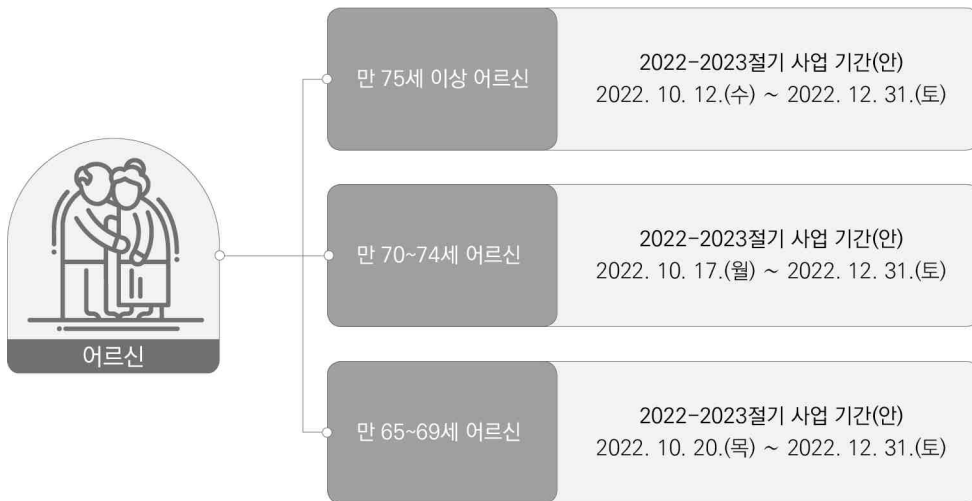 만 75세 이상 어르신
2022-2023절기 사업 기간(안)
2022. 10. 12.(수) ~ 2022. 12. 31.(토)
어르신
만 70~74세 어르신
2022-2023절기 사업 기간(안)
2022. 10. 17.(월) ~ 2022. 12. 31.(토)
만 65~69세 어르신
2022-2023절기 사업 기간(안)
2022. 10. 20.(목) ~ 2022. 12. 31.(토)